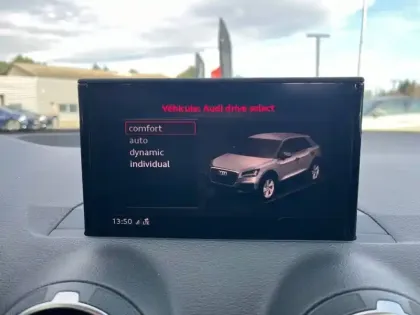 Véhicule: Audi drive select
comfort
auto
dynamic
individual
13:50